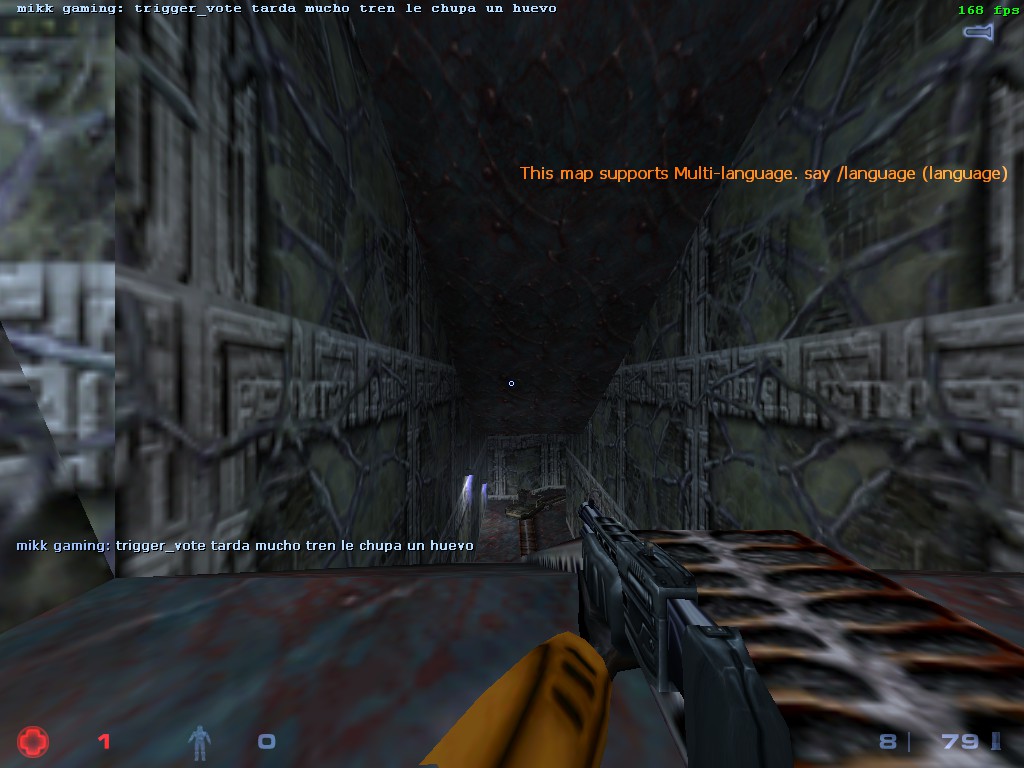 mikk gaming: trigger_vote tarda mucho tren le chupa un huevo
168 fps
This map supports Multi-language. say /language (language)
mikk gaming: trigger_vote tarda mucho tren le chupa un huevo
1 0 8 | 79